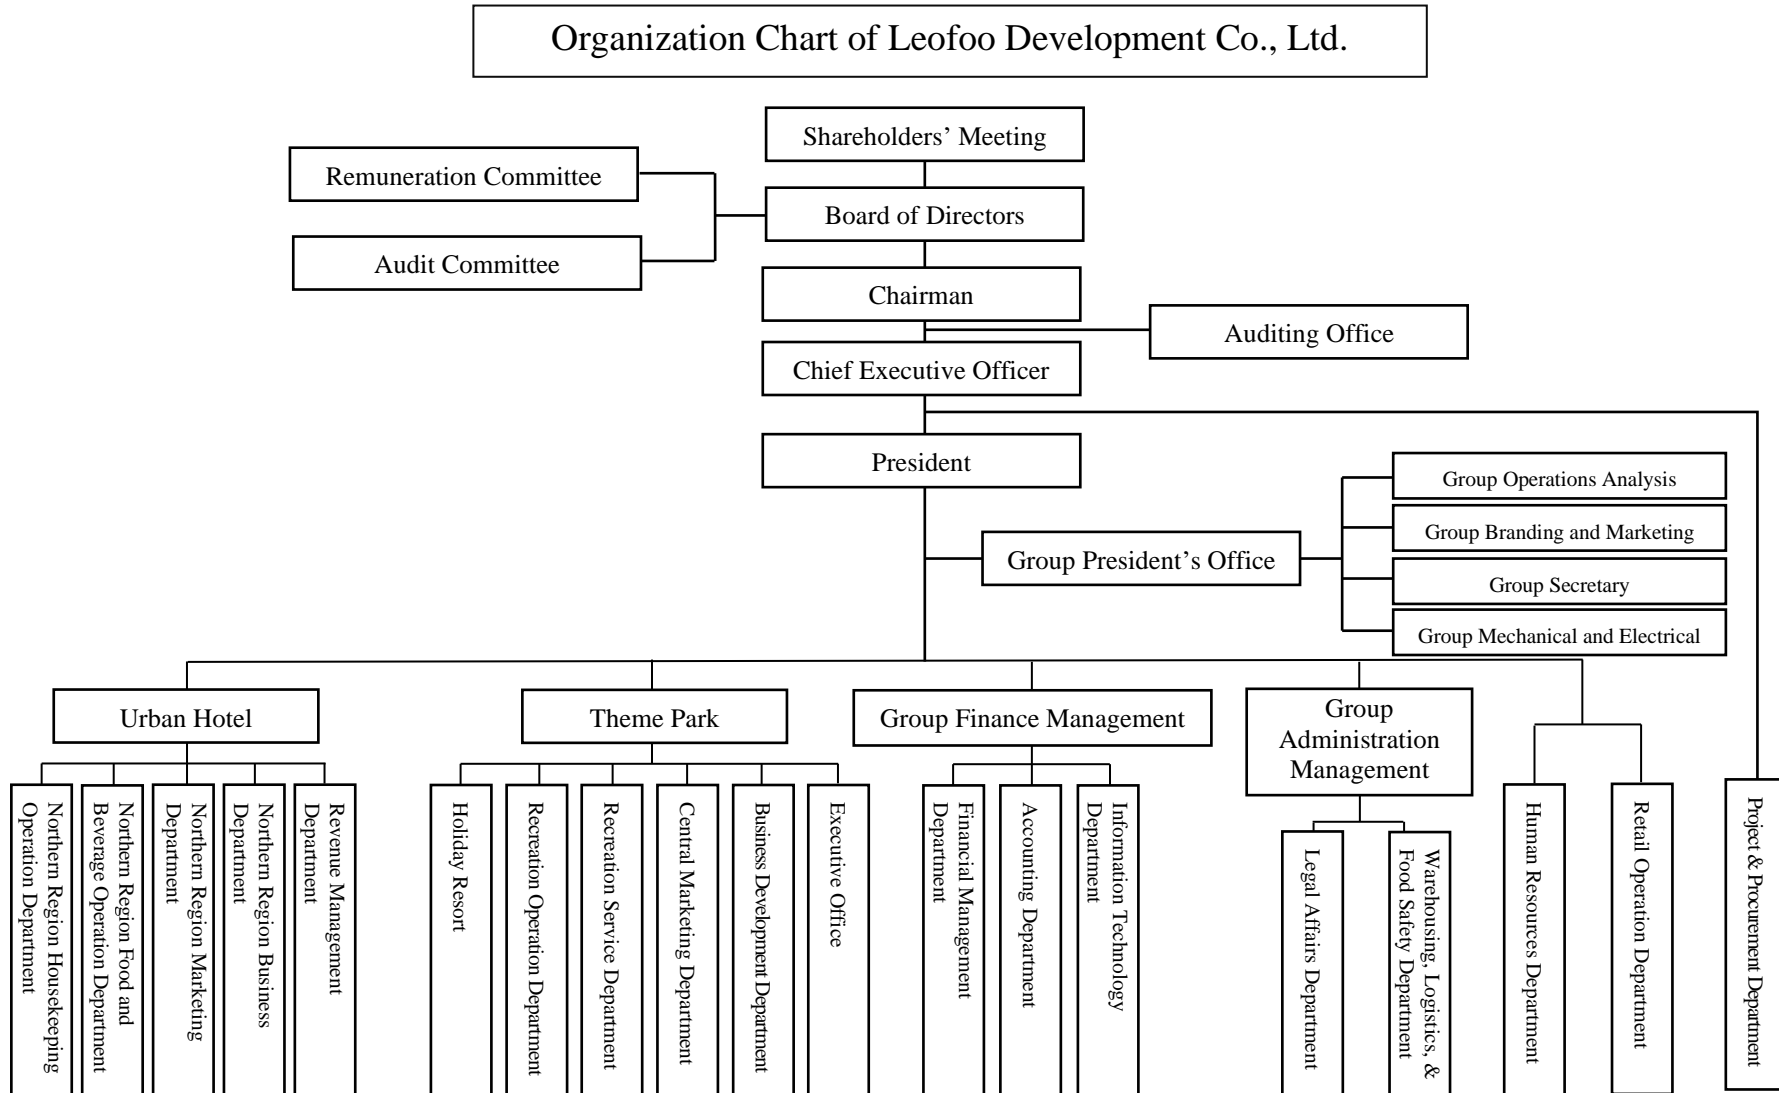 Organization Chart of Leofoo Development Co., Ltd.
Shareholders’ Meeting
Remuneration Committee
Board of Directors
Audit Committee
Chairman
Auditing Office
Chief Executive Officer
President
Group Operations Analysis
Group Branding and Marketing
Group President’s Office
Group Secretary
Group Mechanical and Electrical
Urban Hotel
Theme Park
Group Finance Management
Group
Administration
Management
Northern Region Housekeeping
Operation Department
Northern Region Food and
Beverage Operation Department
Northern Region Marketing
Department
Northern Region Business
Department
Revenue Management
Department
Holiday Resort
Recreation Operation Department
Recreation Service Department
Central Marketing Department
Business Development Department
Executive Office
Financial Management
Department
Accounting Department
Information Technology
Department
Legal Affairs Department
Warehousing, Logistics, &
Food Safety Department
Human Resources Department
Retail Operation Department
Project & Procurement Department